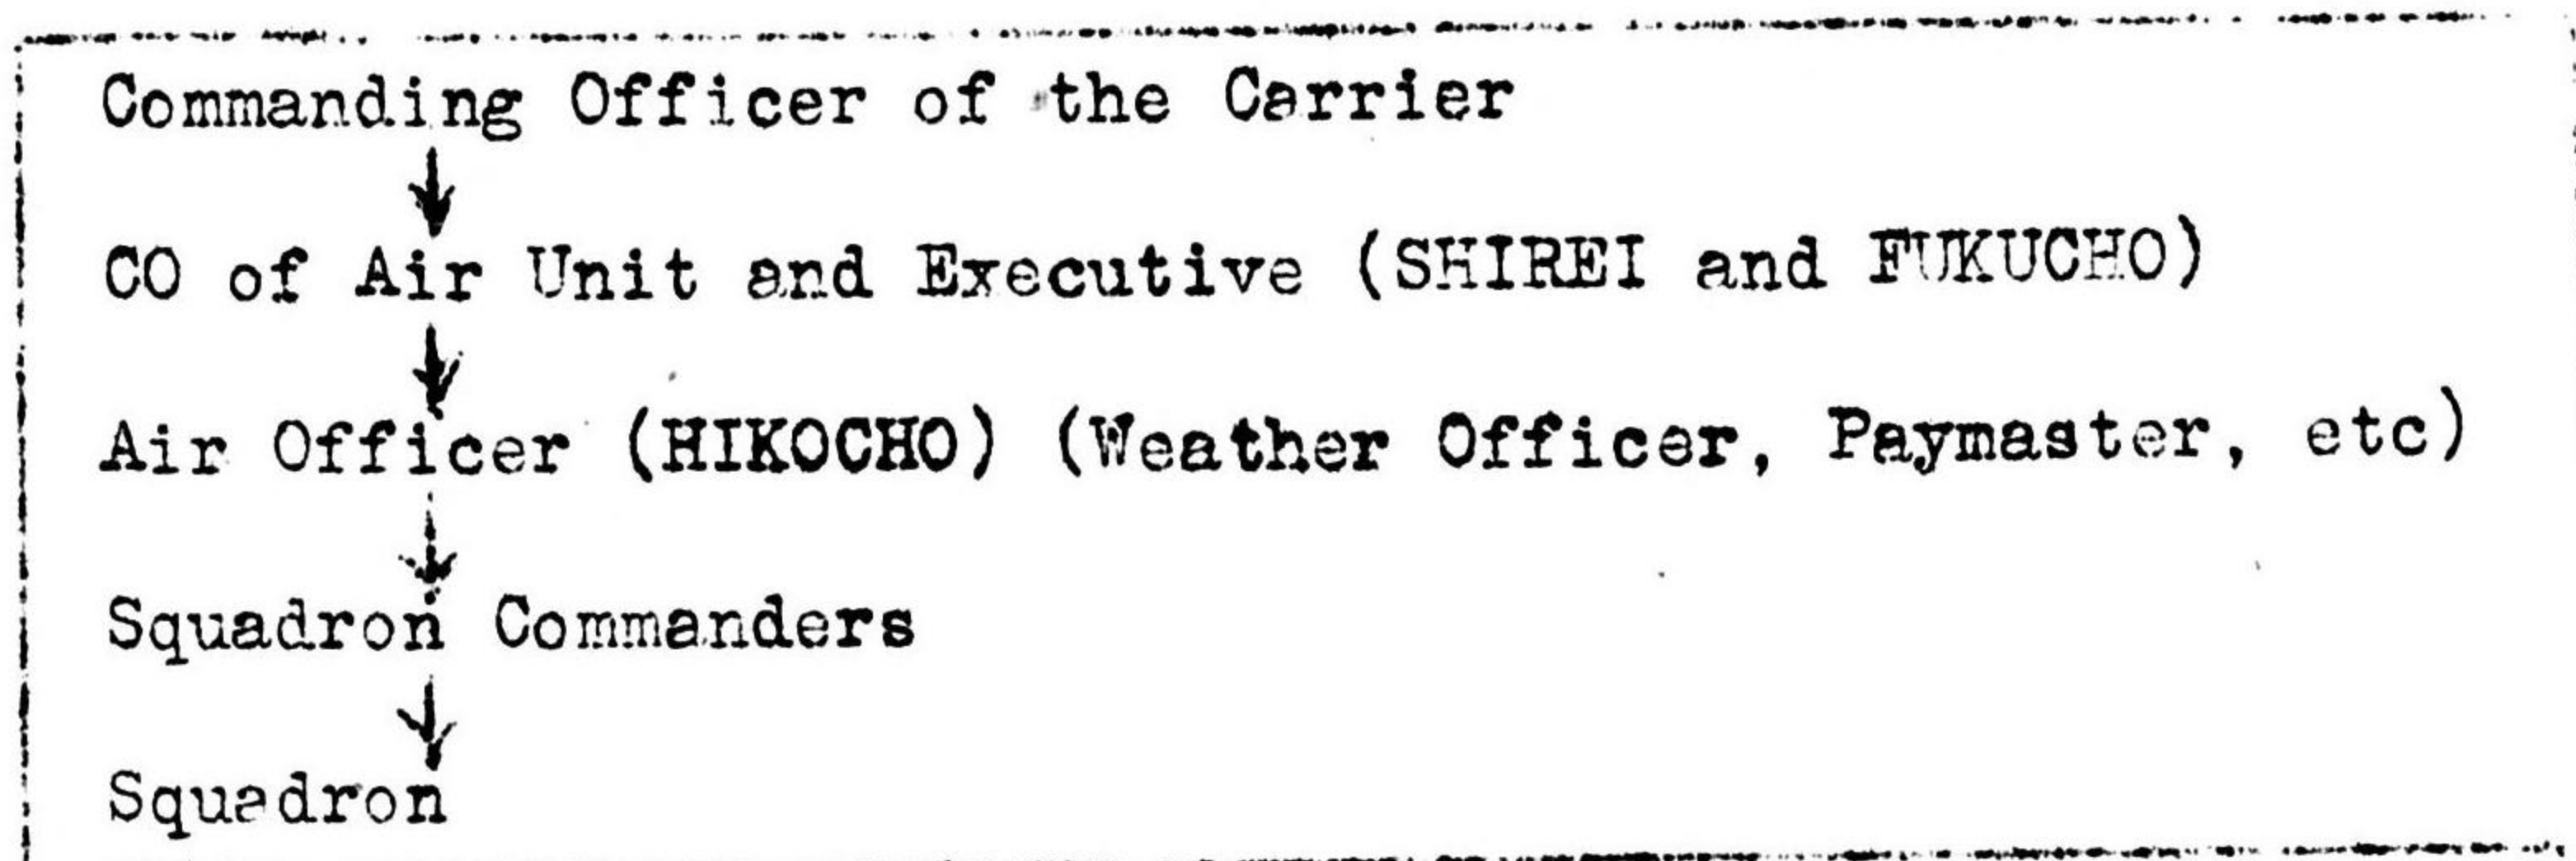 Commanding Officer of the Carrier
CO of Air Unit and Executive (SHIREI and FUKUCHO)
Air Officer (HIKOCHO) (Weather Officer, Paymaster, etc)
Squadron Commanders
Squadron